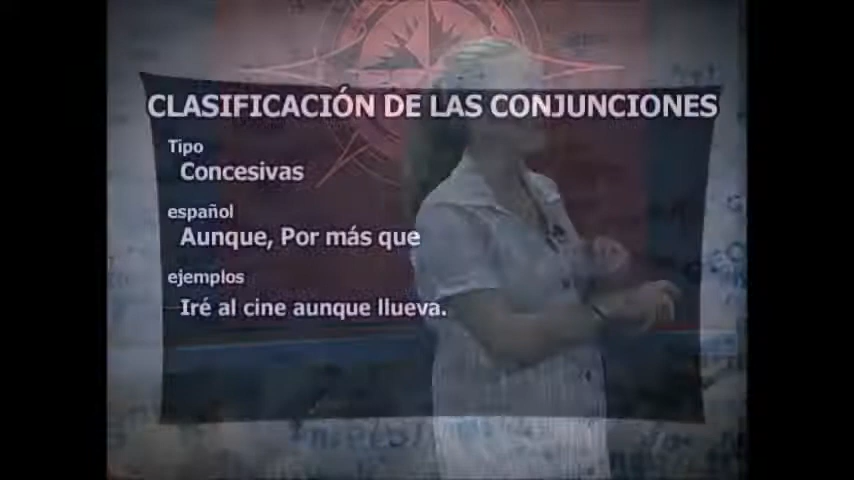 CLASIFICACIÓN DE LAS CONJUNCIONES
Tipo
Concesivas
español
Aunque, Por más que
ejemplos
Iré al cine aunque llueva.